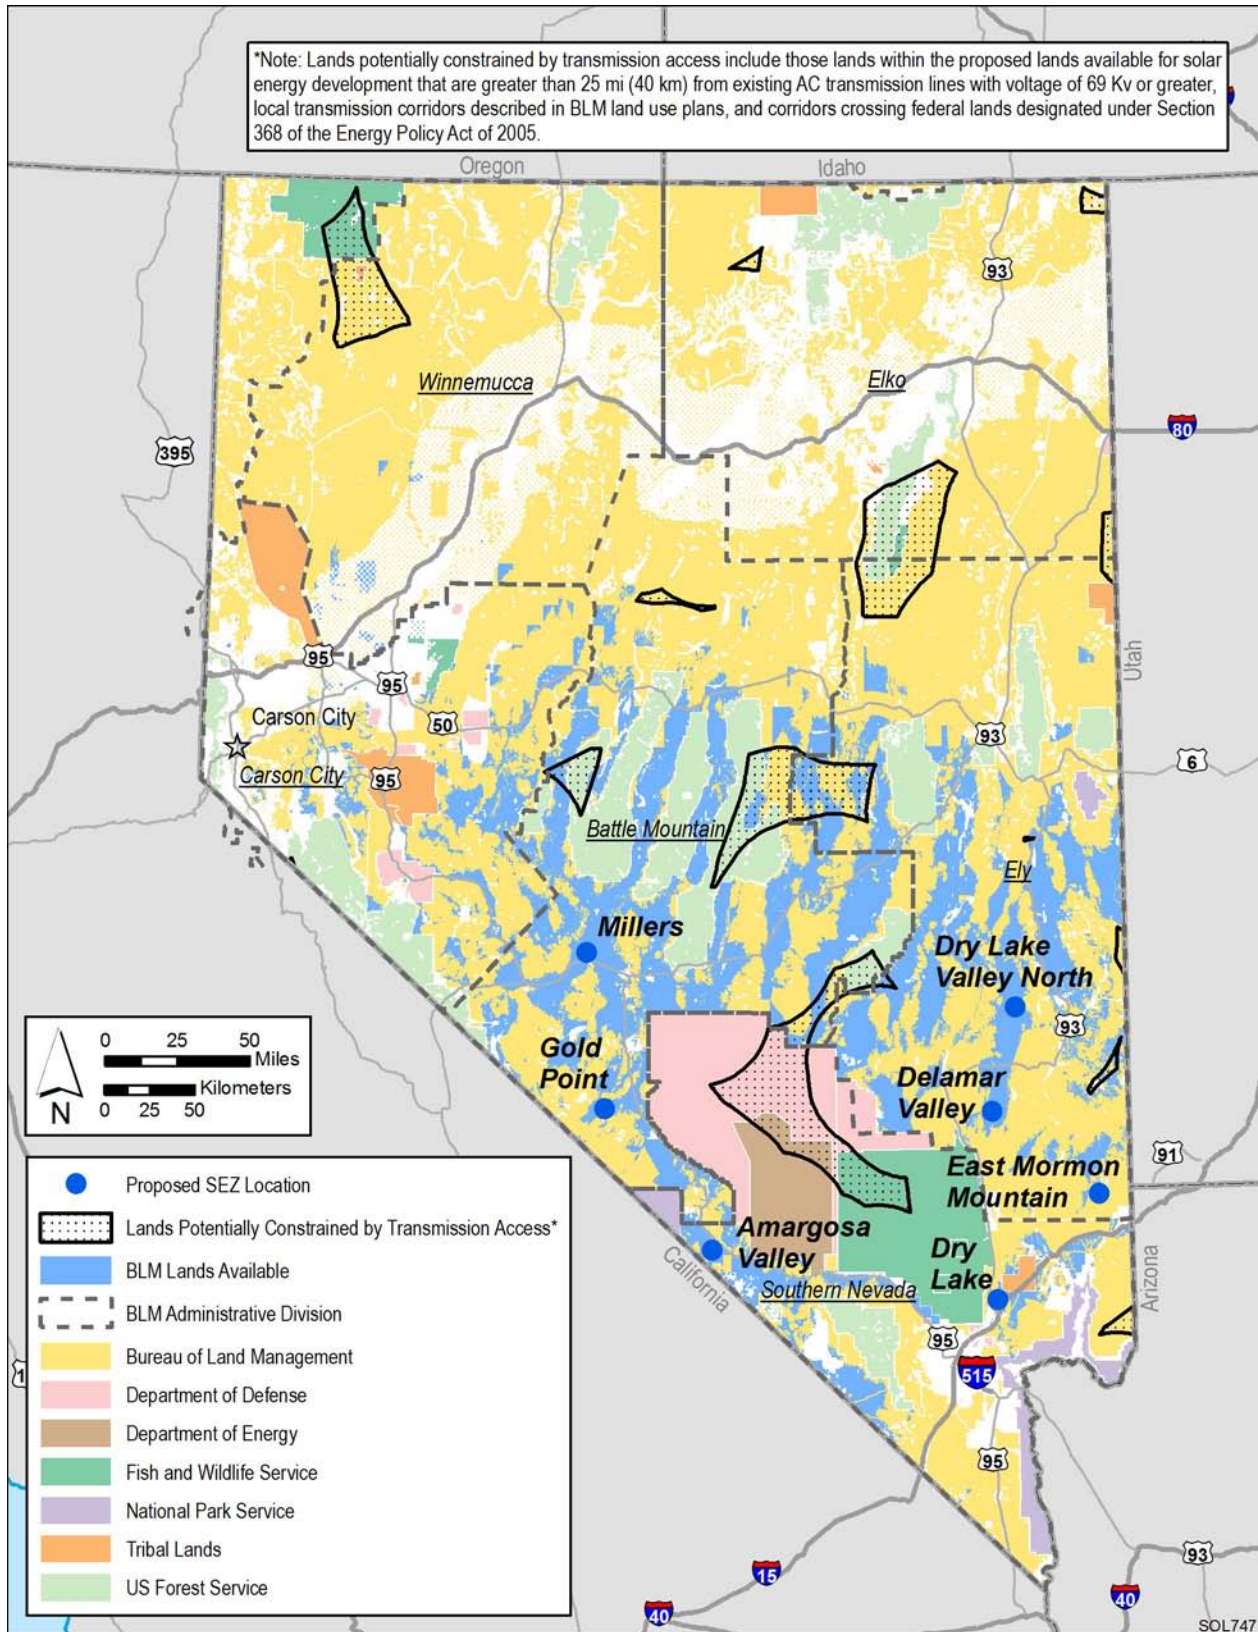 *Note: Lands potentially constrained by transmission access include those lands within the proposed lands available for solar
energy development that are greater than 25 mi (40 km) from existing AC transmission lines with voltage of 69 Kv or greater,
local transmission corridors described in BLM land use plans, and corridors crossing federal lands designated under Section
368 of the Energy Policy Act of 2005.
Oregon
Idaho
93
Winnemucca
Elko
80
395
Utah
95
95
50
Carson City
93
6
Carson City
95
Battle Mountain
Ely
Millers
Dry Lake
Valley North
93
0 25 50
Miles
Kilometers
0 25 50
N
Gold
Point
Delamar
Valley
91
East Mormon
Mountain
Amargosa
Valley
Dry
Lake
California
Southern Nevada
Arizona
95
515
95
93
15
40
40
Proposed SEZ Location
Lands Potentially Constrained by Transmission Access*
BLM Lands Available
BLM Administrative Division
Bureau of Land Management
Department of Defense
Department of Energy
Fish and Wildlife Service
National Park Service
Tribal Lands
US Forest Service
SOL747